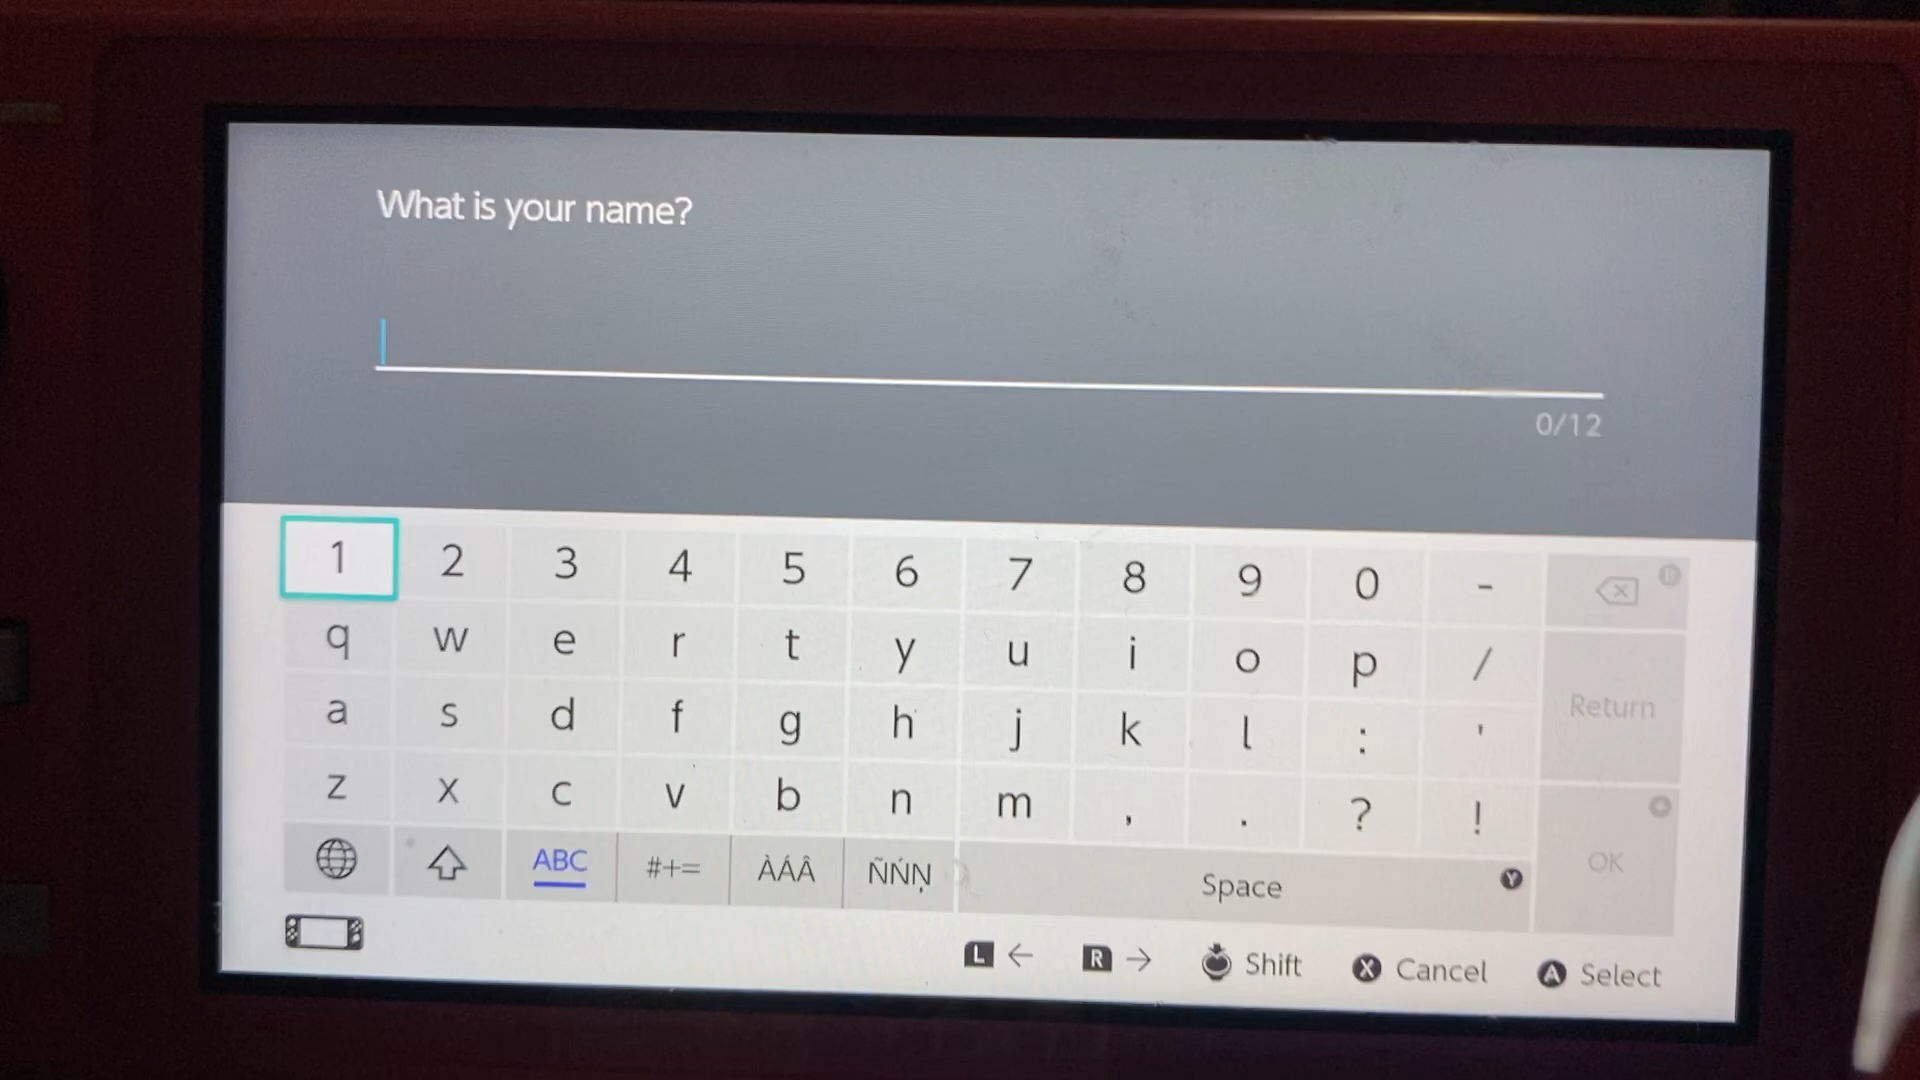 What is your name?
0/12
1 2 3 4 5 6 7 8 9 0 -
q w e r t y u i o p /
a s d f g h j k l : '
z x c v b n m , . ? !
Return
ABC #+= ÀÁÂ ÑŃŅ Space Y OK
L ← R → Shift X Cancel A Select